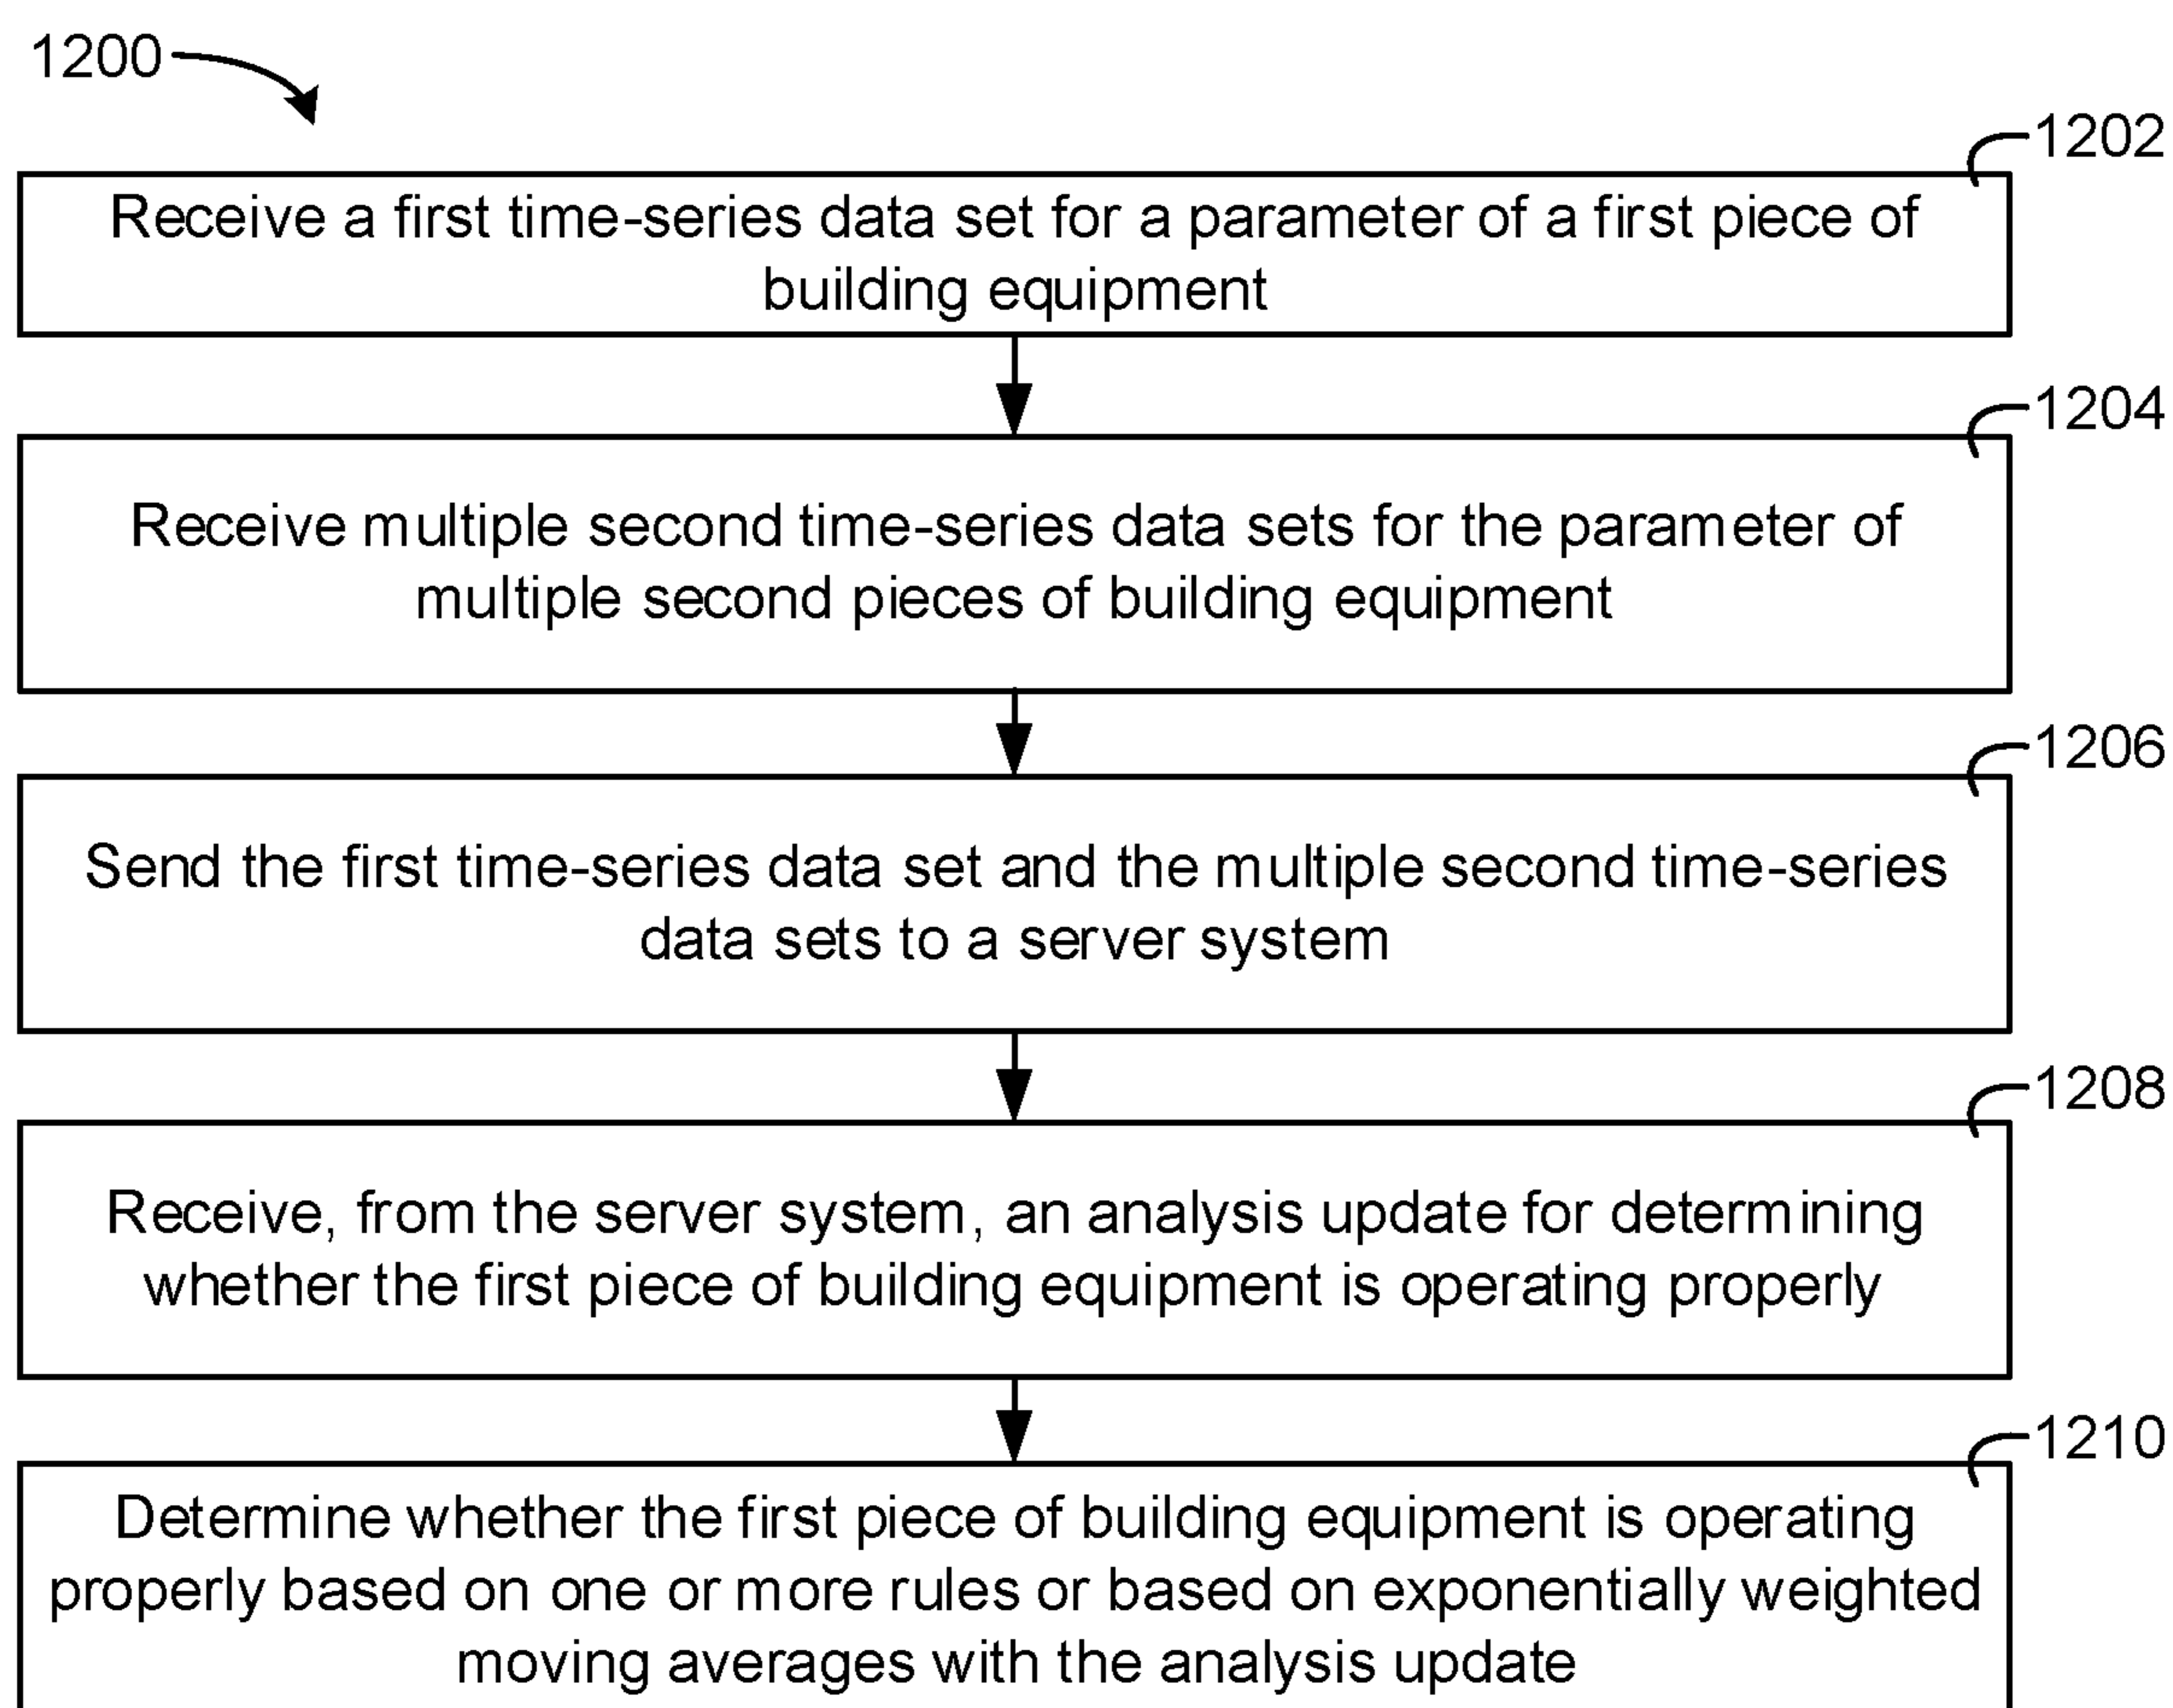 1200
1202
Receive a first time-series data set for a parameter of a first piece of
building equipment
1204
Receive multiple second time-series data sets for the parameter of
multiple second pieces of building equipment
1206
Send the first time-series data set and the multiple second time-series
data sets to a server system
1208
Receive, from the server system, an analysis update for determining
whether the first piece of building equipment is operating properly
1210
Determine whether the first piece of building equipment is operating
properly based on one or more rules or based on exponentially weighted
moving averages with the analysis update